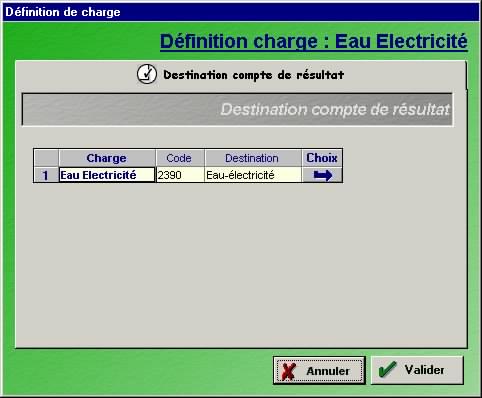 Définition de charge
Définition charge : Eau Electricité
Destination compte de résultat
Destination compte de résultat
Charge Code Destination Choix
1 Eau Electricité 2390 Eau-électricité
Annuler Valider